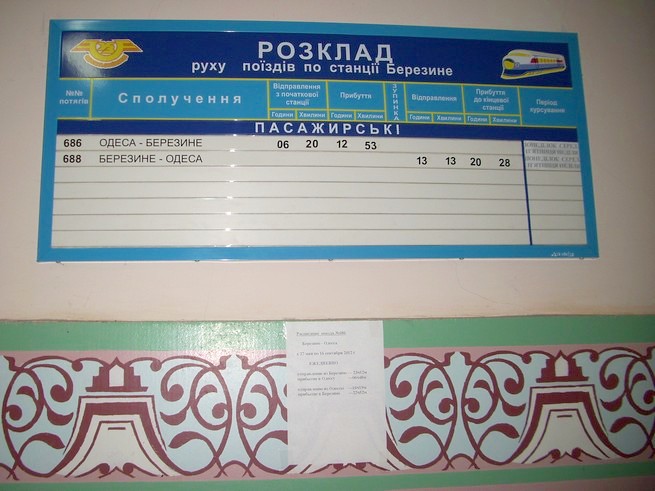 РОЗКЛАД
руху поїздів по станції Березине
№№ потягів
Сполучення
Відправлення з початкової станції
Прибуття
ЗУПИНКА
Відправлення
Прибуття до кінцевої станції
Період курсування
Години Хвилини Години Хвилини Години Хвилини Години Хвилини
ПАСАЖИРСЬКІ
686 ОДЕСА - БЕРЕЗИНЕ 06 20 12 53
688 БЕРЕЗИНЕ - ОДЕСА 13 13 20 28
Березино - Одесса